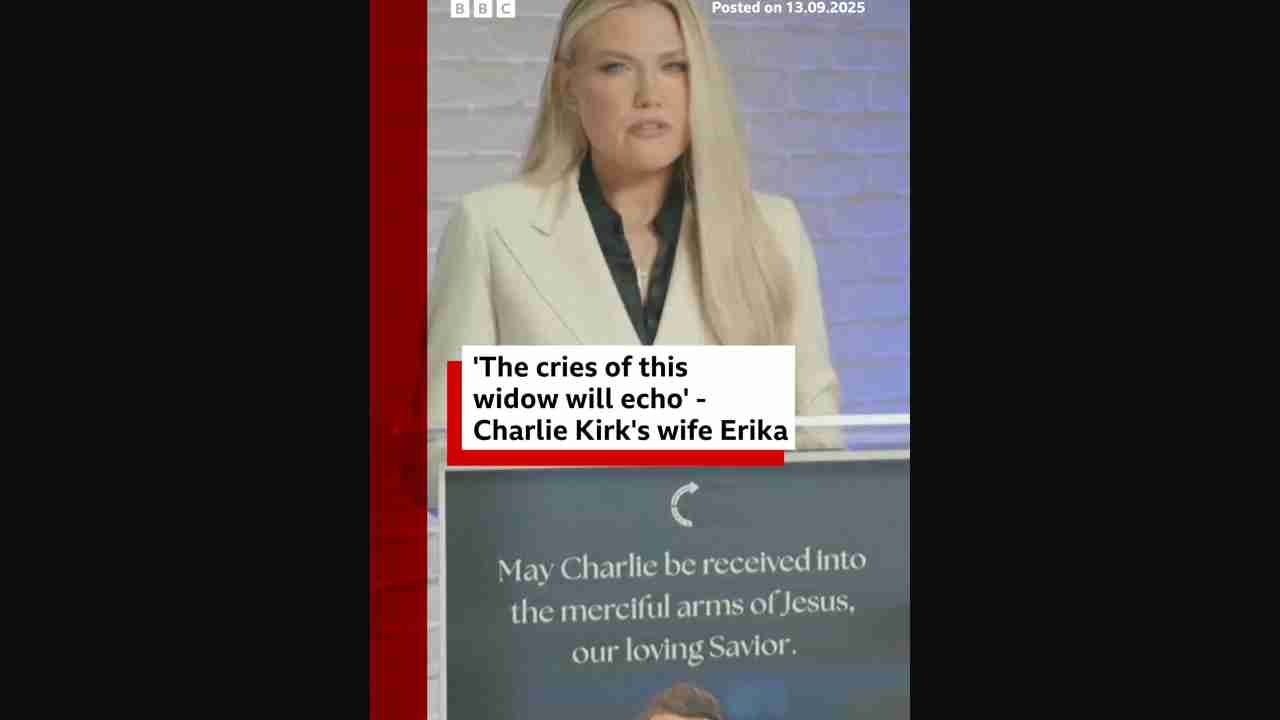 BBC
Posted on 13.09.2025
'The cries of this
widow will echo' -
Charlie Kirk's wife Erika
May Charlie be received into
the merciful arms of Jesus,
our loving Savior.